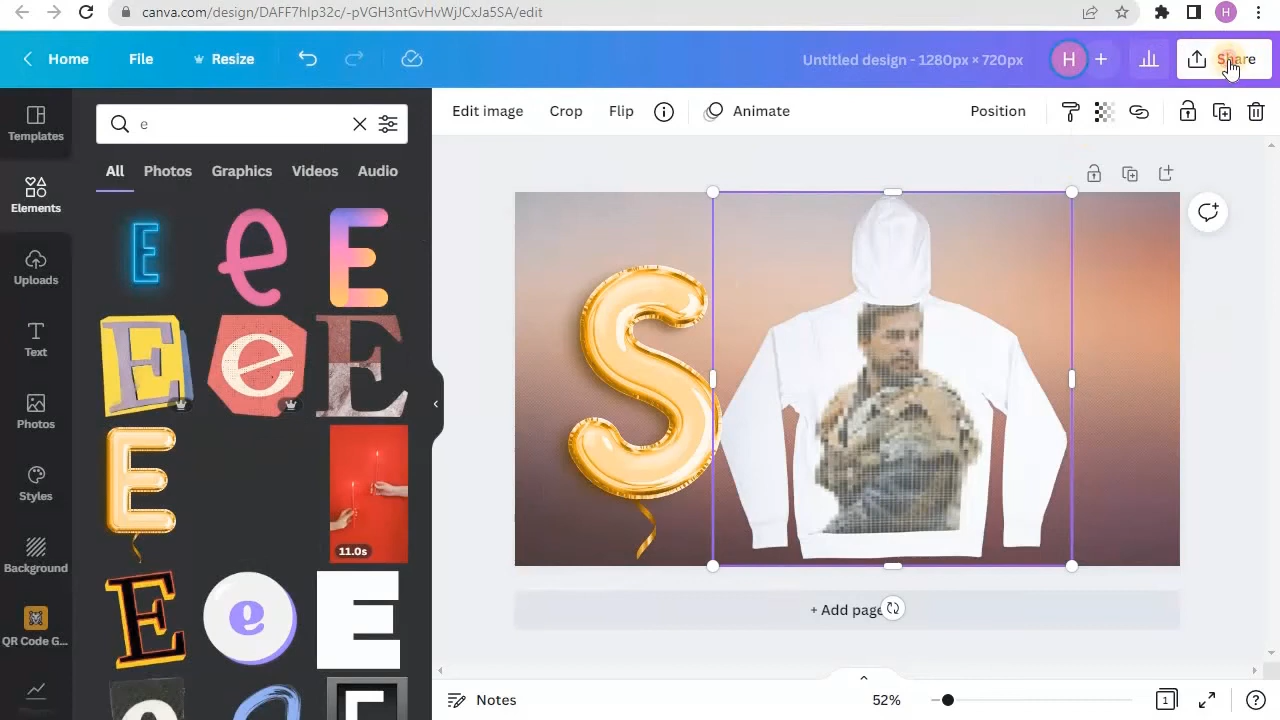 canva.com/design/DAFF7hIp32c/-pVGH3ntGvHvWjJCxJa5SA/edit
H
Home
File
Resize
Untitled design - 1280px × 720px
H
+
Share
Templates
Elements
Uploads
Text
Photos
Styles
Background
QR Code G...
e
All
Photos
Graphics
Videos
Audio
E
e
E
E
e
E
E
11.0s
E
e
E
Edit image
Crop
Flip
Animate
Position
S
+ Add page
Notes
52%
1